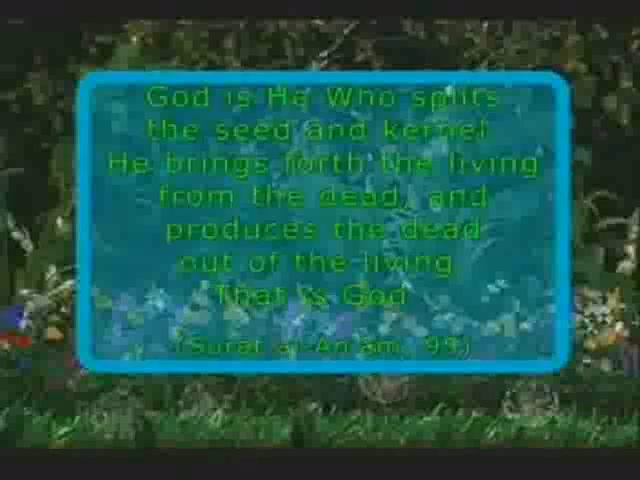 God is He Who splits
the seed and kernel
He brings forth the living
from the dead, and
produces the dead
out of the living
That is God
(Surat al-An'am, 95)